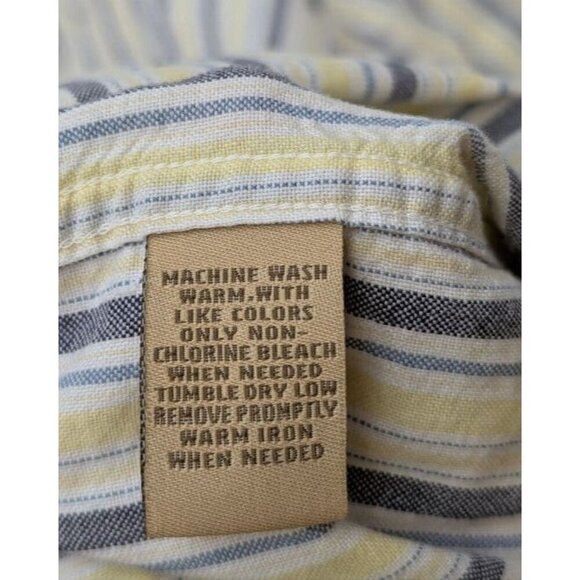 MACHINE WASH
WARM, WITH
LIKE COLORS
ONLY NON-
CHLORINE BLEACH
WHEN NEEDED
TUMBLE DRY LOW
REMOVE PROMPTLY
WARM IRON
WHEN NEEDED